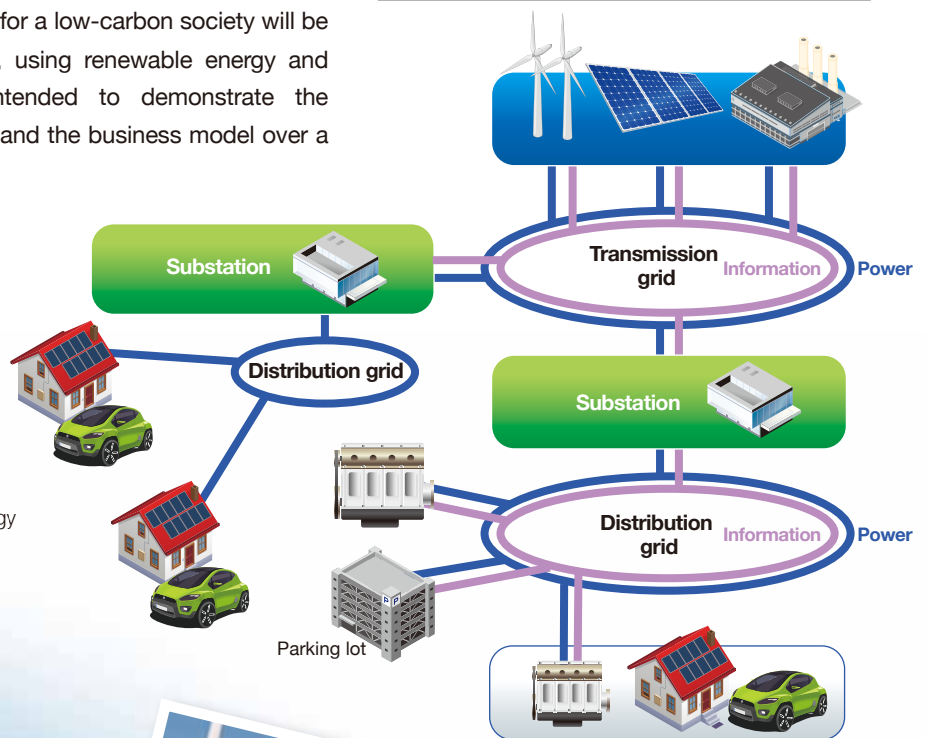 for a low-carbon society will be
using renewable energy and
ntended to demonstrate the
and the business model over a
Substation
Transmission
grid
Information
Power
Distribution grid
Substation
gy
Distribution
grid
Information
Power
P P
Parking lot